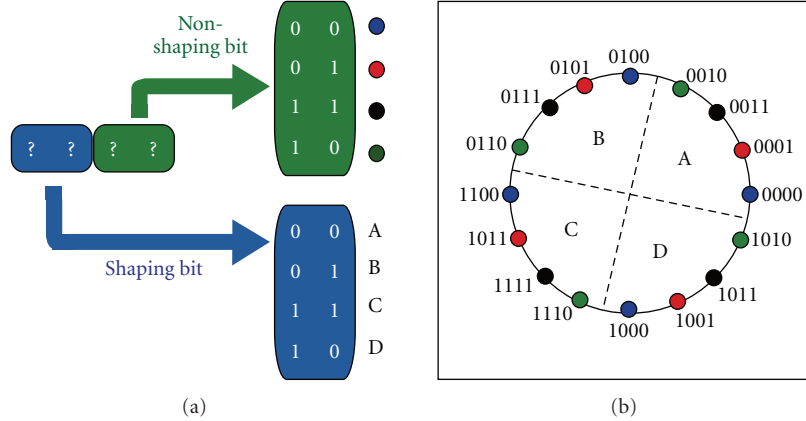 Non-
shaping bit
0 0
0 1
1 1
1 0
? ? ? ?
Shaping bit
0 0 A
0 1 B
1 1 C
1 0 D
(a)
0100
0101
0010
0111
0011
B
0110
A
0001
1100
0000
C
1011
D
1010
1111
1011
1110
1001
1000
(b)